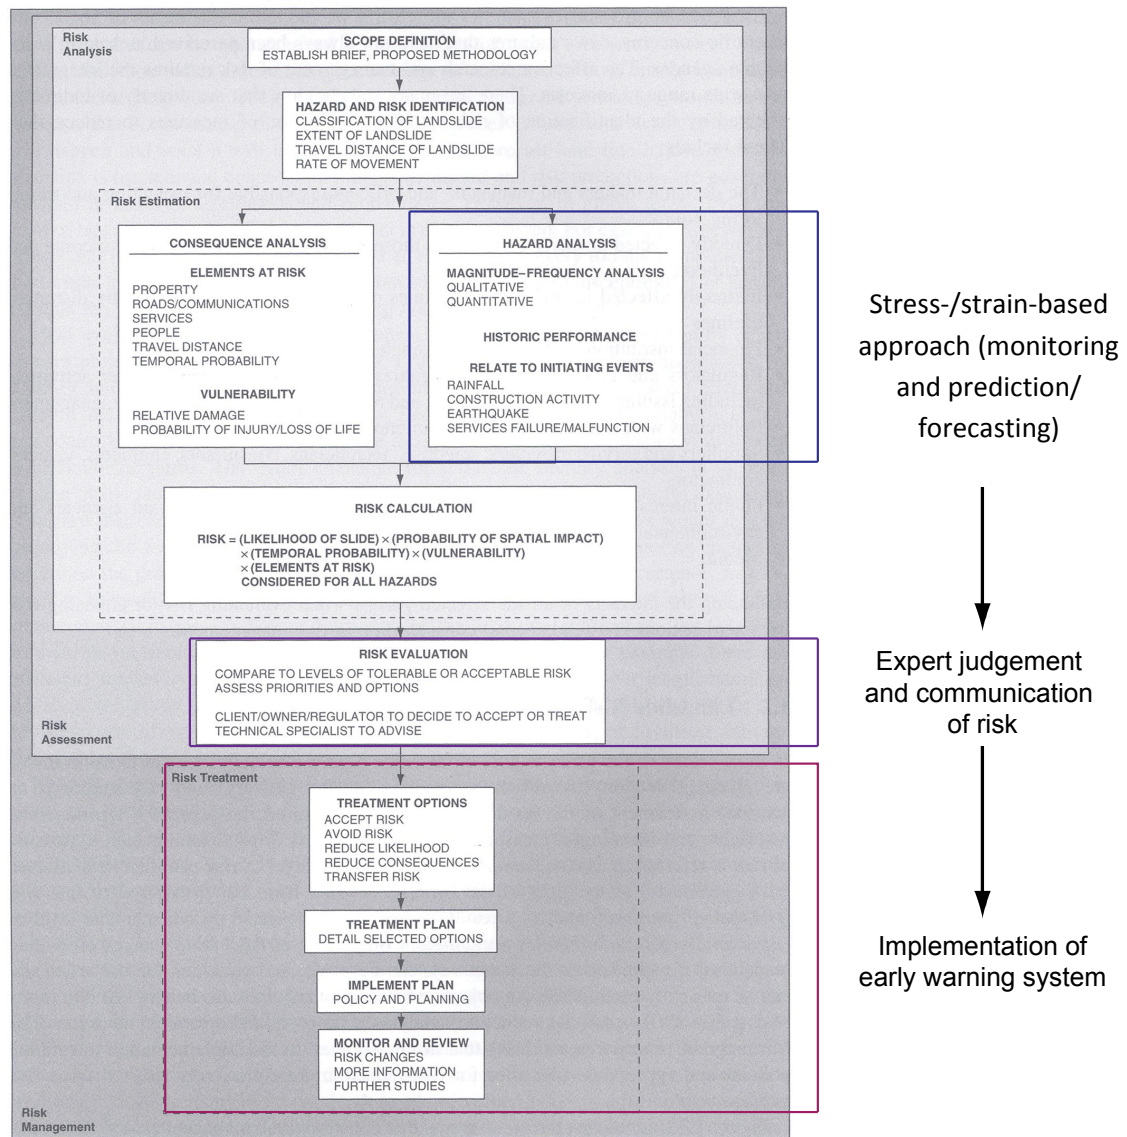 Risk
Analysis
SCOPE DEFINITION
ESTABLISH BRIEF, PROPOSED METHODOLOGY
HAZARD AND RISK IDENTIFICATION
CLASSIFICATION OF LANDSLIDE
EXTENT OF LANDSLIDE
TRAVEL DISTANCE OF LANDSLIDE
RATE OF MOVEMENT
Risk Estimation
CONSEQUENCE ANALYSIS
ELEMENTS AT RISK
PROPERTY
ROADS/COMMUNICATIONS
SERVICES
PEOPLE
TRAVEL DISTANCE
TEMPORAL PROBABILITY
VULNERABILITY
RELATIVE DAMAGE
PROBABILITY OF INJURY/LOSS OF LIFE
HAZARD ANALYSIS
MAGNITUDE–FREQUENCY ANALYSIS
QUALITATIVE
QUANTITATIVE
HISTORIC PERFORMANCE
RELATE TO INITIATING EVENTS
RAINFALL
CONSTRUCTION ACTIVITY
EARTHQUAKE
SERVICES FAILURE/MALFUNCTION
Stress-/strain-based
approach (monitoring
and prediction/
forecasting)
RISK CALCULATION
RISK = (LIKELIHOOD OF SLIDE) × (PROBABILITY OF SPATIAL IMPACT)
× (TEMPORAL PROBABILITY) × (VULNERABILITY)
× (ELEMENTS AT RISK)
CONSIDERED FOR ALL HAZARDS
RISK EVALUATION
COMPARE TO LEVELS OF TOLERABLE OR ACCEPTABLE RISK
ASSESS PRIORITIES AND OPTIONS
CLIENT/OWNER/REGULATOR TO DECIDE TO ACCEPT OR TREAT
TECHNICAL SPECIALIST TO ADVISE
Risk
Assessment
Expert judgement
and communication
of risk
Risk Treatment
TREATMENT OPTIONS
ACCEPT RISK
AVOID RISK
REDUCE LIKELIHOOD
REDUCE CONSEQUENCES
TRANSFER RISK
TREATMENT PLAN
DETAIL SELECTED OPTIONS
IMPLEMENT PLAN
POLICY AND PLANNING
MONITOR AND REVIEW
RISK CHANGES
MORE INFORMATION
FURTHER STUDIES
Implementation of
early warning system
Risk
Management